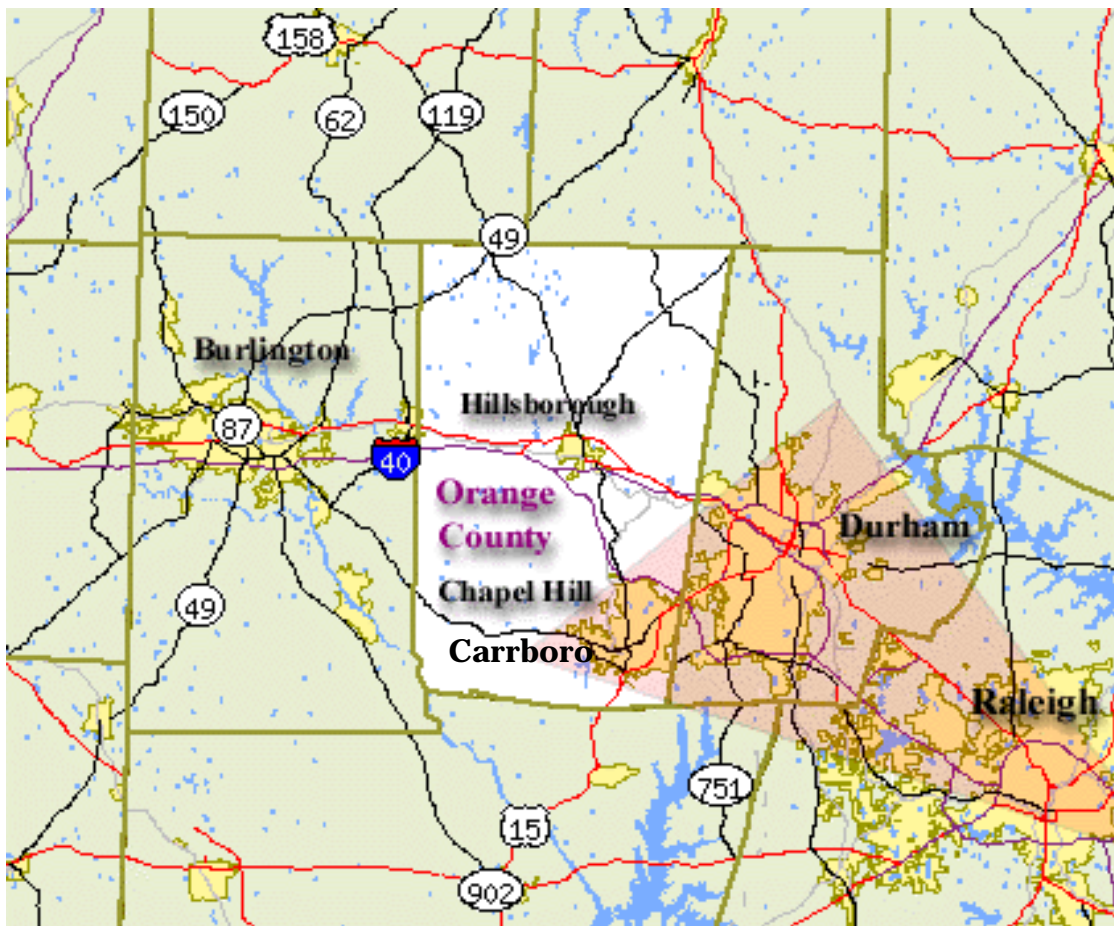 158
150
62
119
49
Burlington
Hillsborough
87
40
Orange
County
Durham
Chapel Hill
49
Carrboro
Raleigh
751
15
902